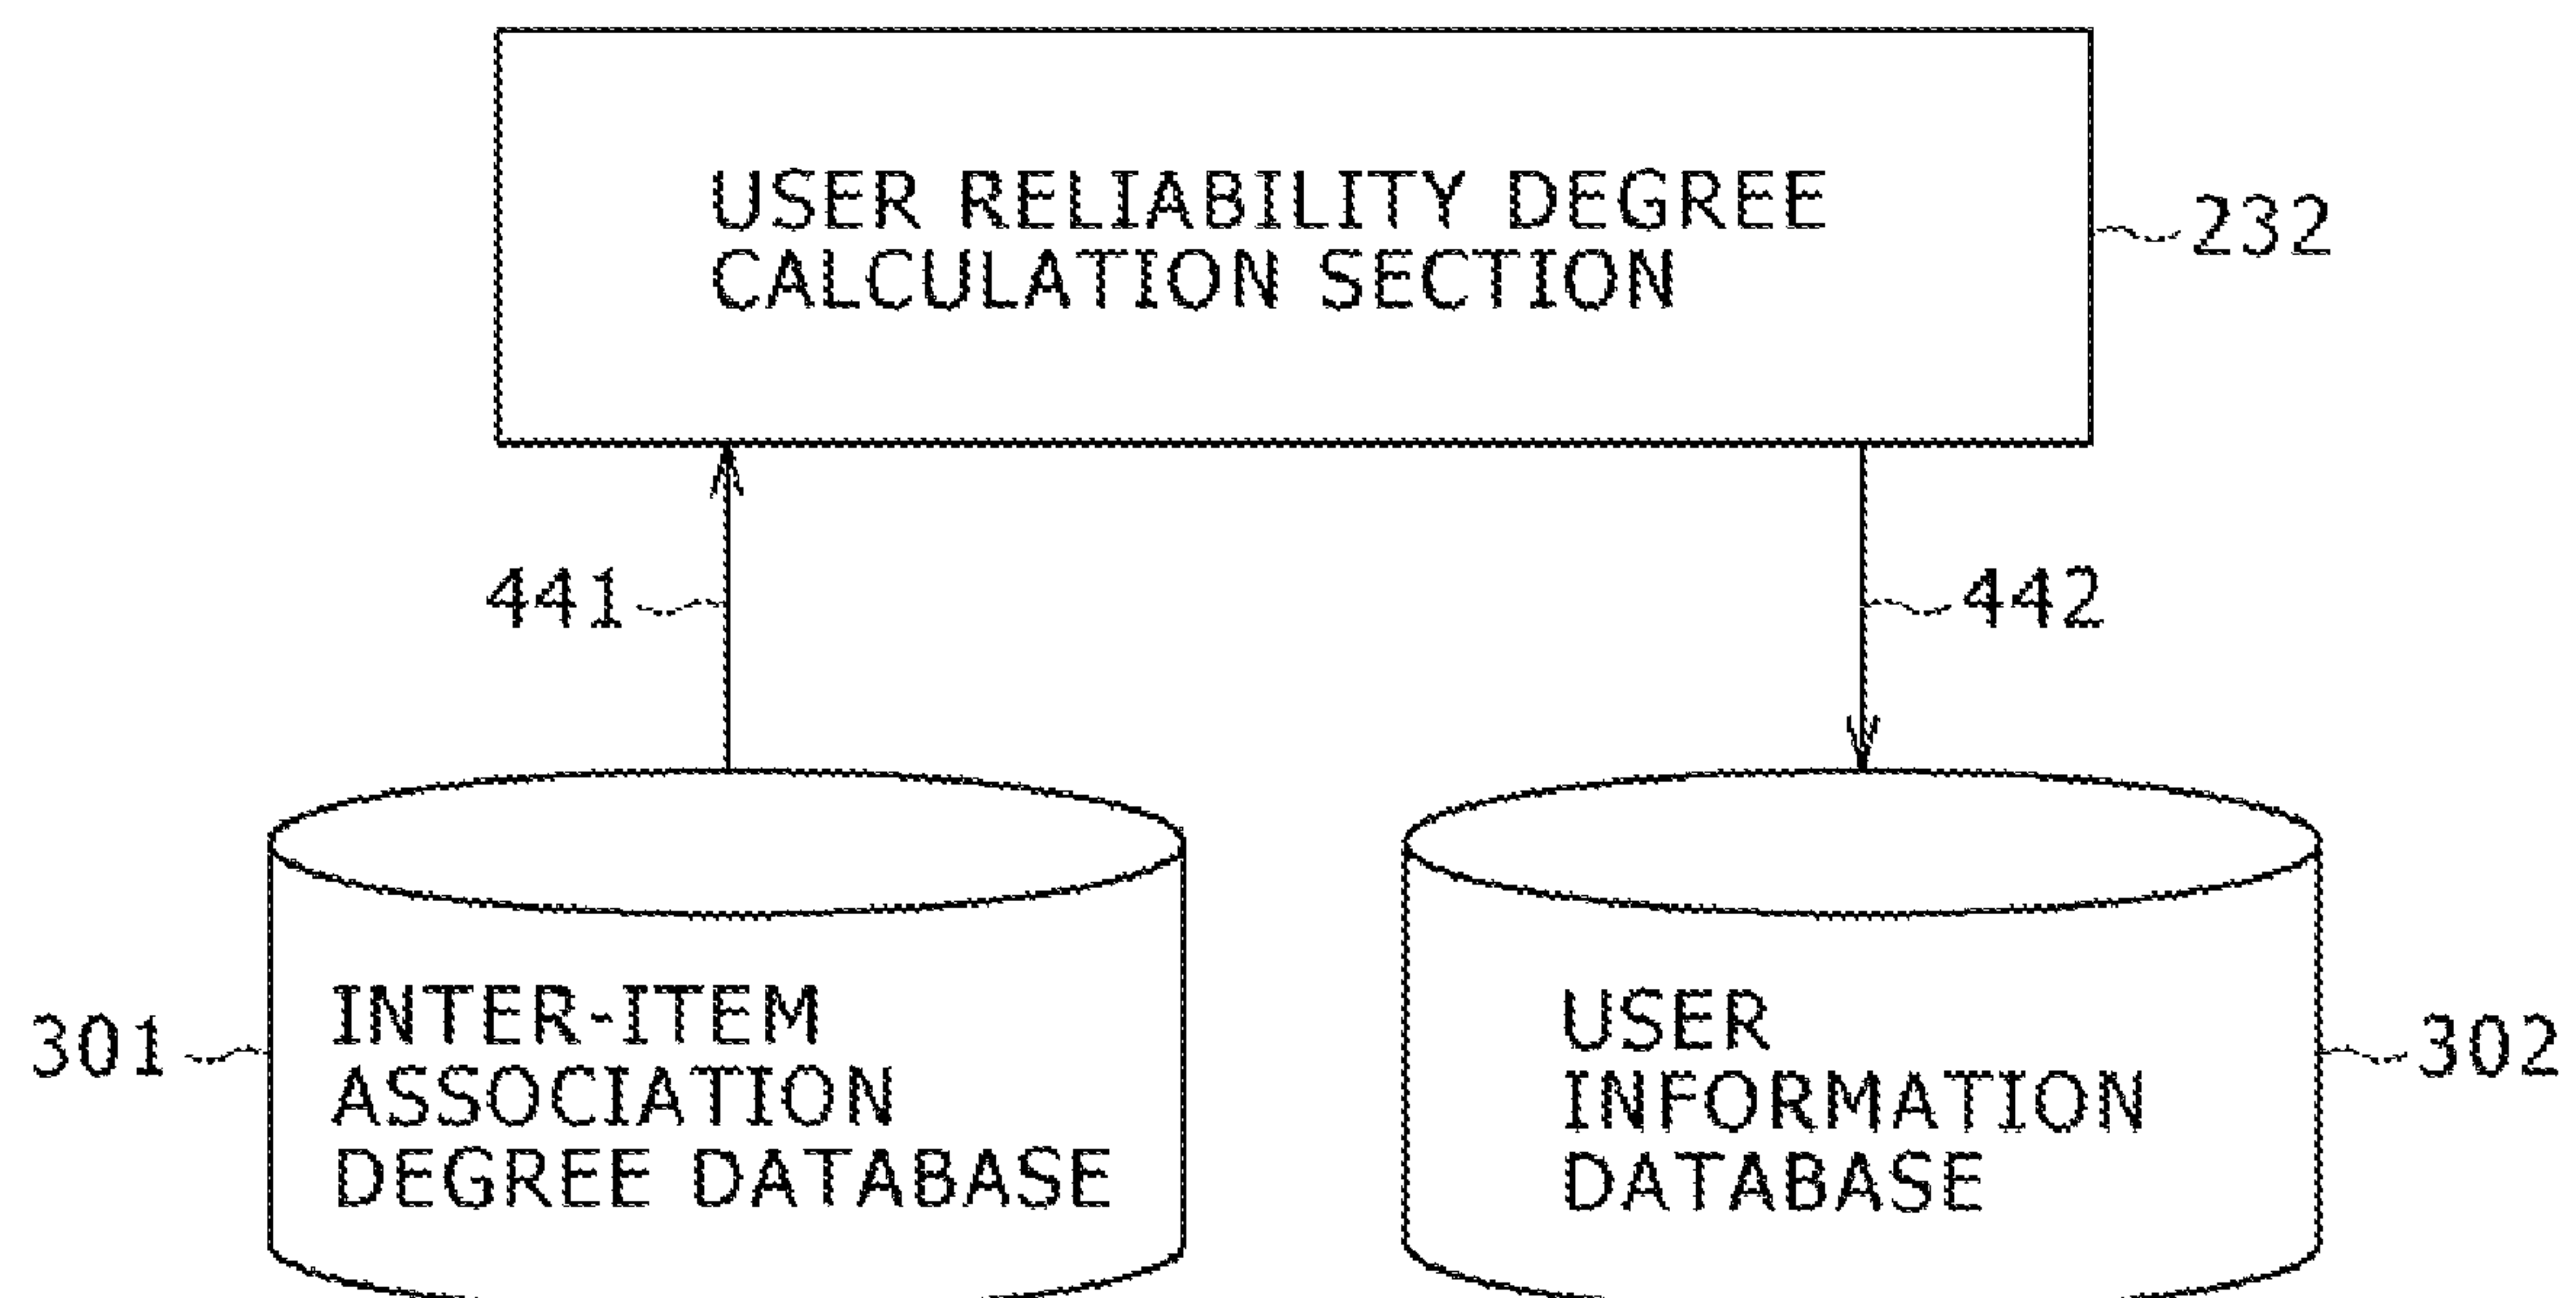 USER RELIABILITY DEGREE
CALCULATION SECTION
232
441
442
301
INTER-ITEM
ASSOCIATION
DEGREE DATABASE
USER
INFORMATION
DATABASE
302